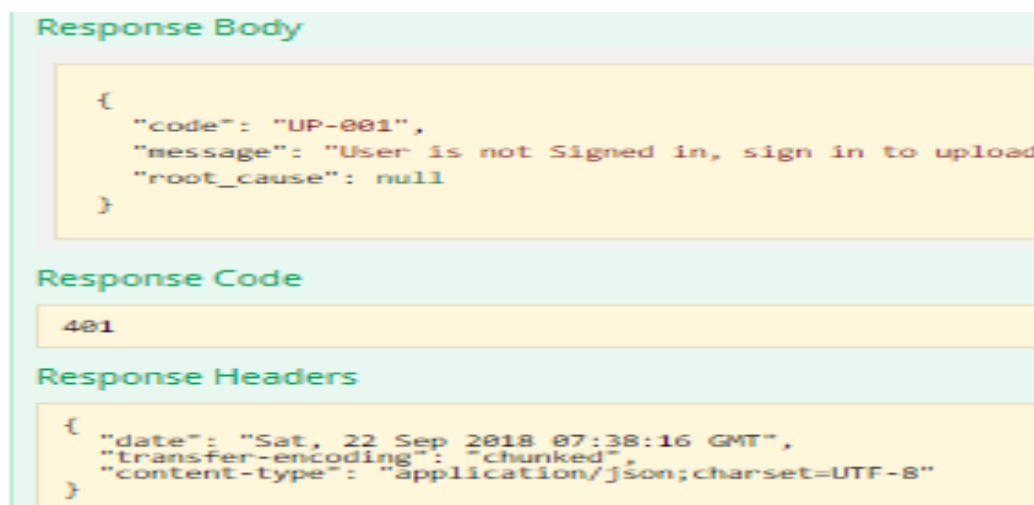 Response Body
{
"code": "UP-001",
"message": "User is not Signed in, sign in to upload
"root_cause": null
}
Response Code
401
Response Headers
{
"date": "Sat, 22 Sep 2018 07:38:16 GMT",
"transfer-encoding": "chunked",
"content-type": "application/json;charset=UTF-8"
}